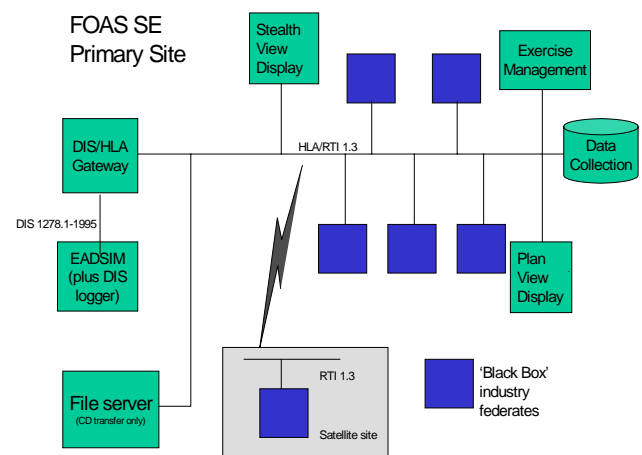 FOAS SE
Primary Site
Stealth
View
Display
Exercise
Management
DIS/HLA
Gateway
HLA/RTI 1.3
Data
Collection
DIS 1278.1-1995
EADSIM
(plus DIS
logger)
Plan
View
Display
File server
(CD transfer only)
RTI 1.3
Satellite site
'Black Box'
industry
federates